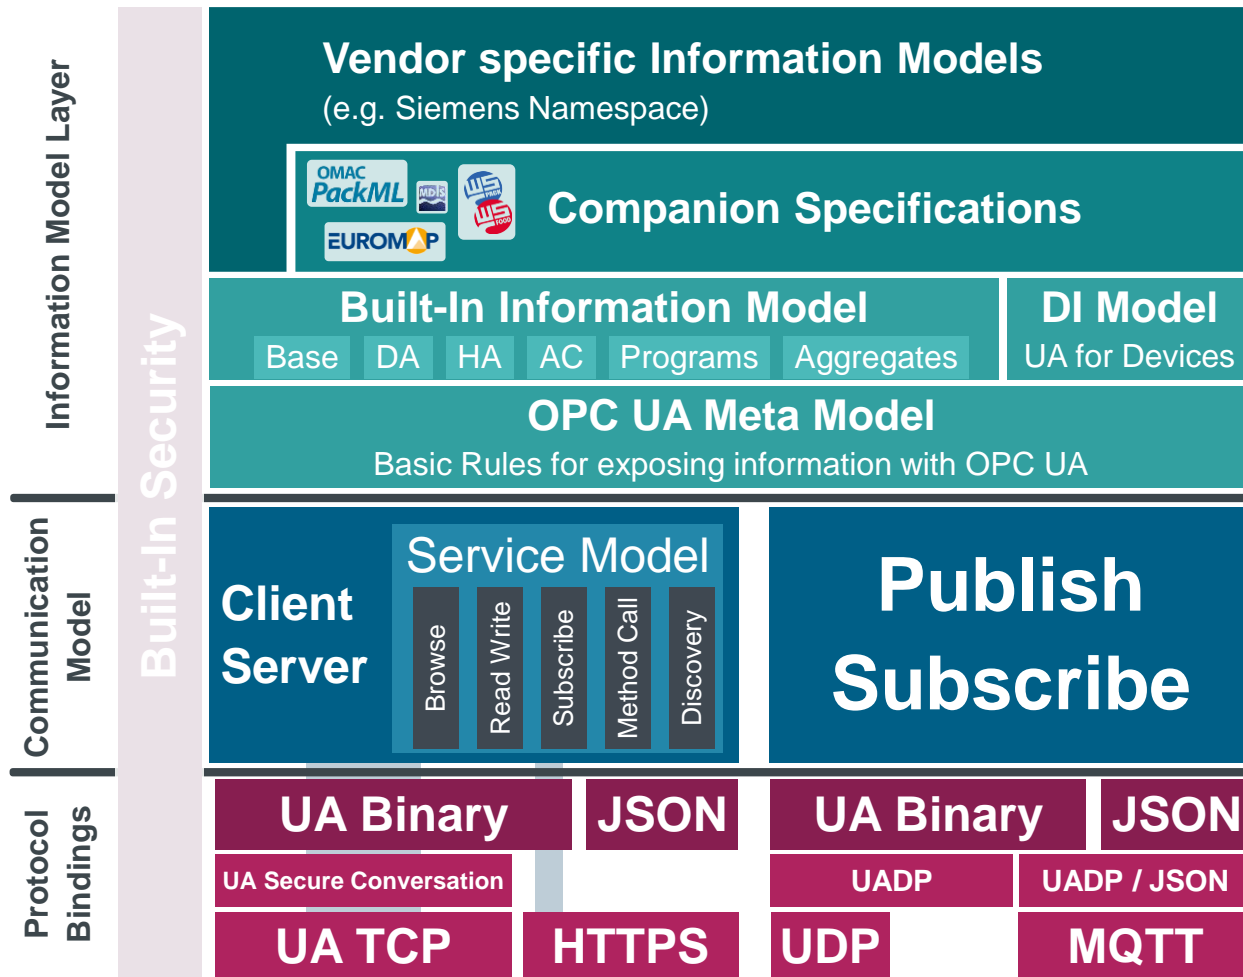 Information Model Layer
Built-In Security
Vendor specific Information Models
(e.g. Siemens Namespace)
OMAC
PackML
MDIS
WS
PACK
WS
FOOD
EUROMAP
Companion Specifications
Built-In Information Model
Base DA HA AC Programs Aggregates
DI Model
UA for Devices
OPC UA Meta Model
Basic Rules for exposing information with OPC UA
Communication
Model
Client
Server
Service Model
Browse
Read Write
Subscribe
Method Call
Discovery
Publish
Subscribe
Protocol
Bindings
UA Binary JSON UA Binary JSON
UA Secure Conversation UADP UADP / JSON
UA TCP HTTPS UDP MQTT